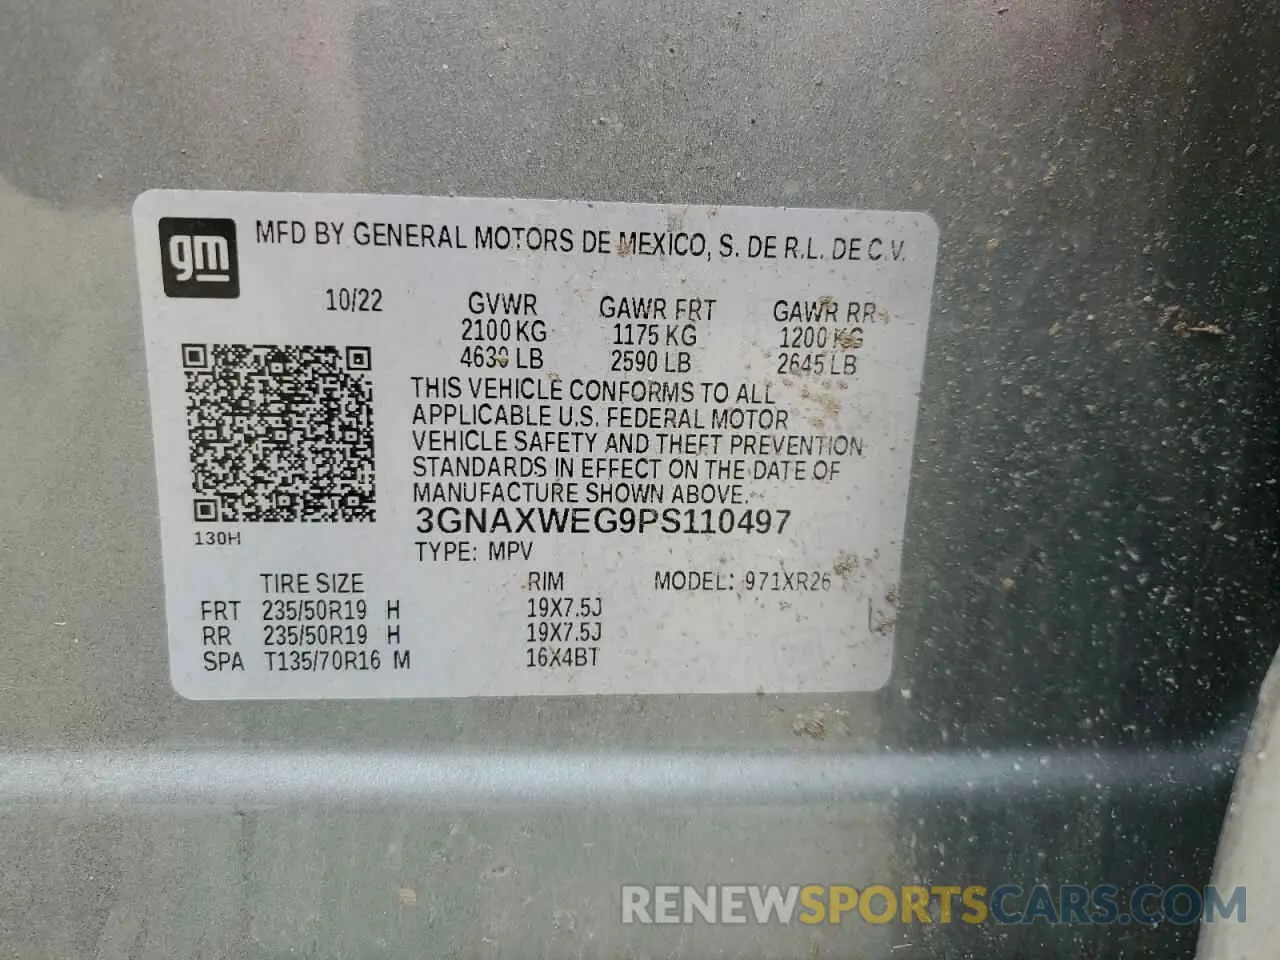 gm
MFD BY GENERAL MOTORS DE MEXICO, S. DE R.L. DE C.V.
10/22 GVWR GAWR FRT GAWR RR
2100 KG 1175 KG 1200 KG
4630 LB 2590 LB 2645 LB
THIS VEHICLE CONFORMS TO ALL
APPLICABLE U.S. FEDERAL MOTOR
VEHICLE SAFETY AND THEFT PREVENTION
STANDARDS IN EFFECT ON THE DATE OF
MANUFACTURE SHOWN ABOVE.
3GNAXWEG9PS110497
130H
TYPE: MPV
TIRE SIZE RIM MODEL: 971XR26
FRT 235/50R19 H 19X7.5J
RR 235/50R19 H 19X7.5J
SPA T135/70R16 M 16X4BT
RENEWSPORTSCARS.COM